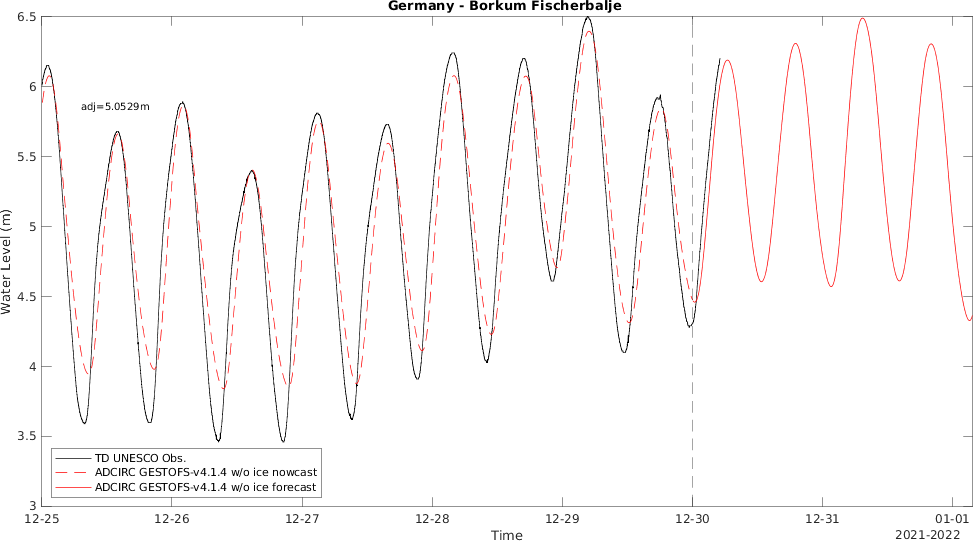 Germany - Borkum Fischerbalje
6.5
6
5.5
5
4.5
4
3.5
3
Water Level (m)
adj=5.0529m
TD UNESCO Obs.
ADCIRC GESTOFS-v4.1.4 w/o ice nowcast
ADCIRC GESTOFS-v4.1.4 w/o ice forecast
12-25 12-26 12-27 12-28 12-29 12-30 12-31 01-01
Time
2021-2022